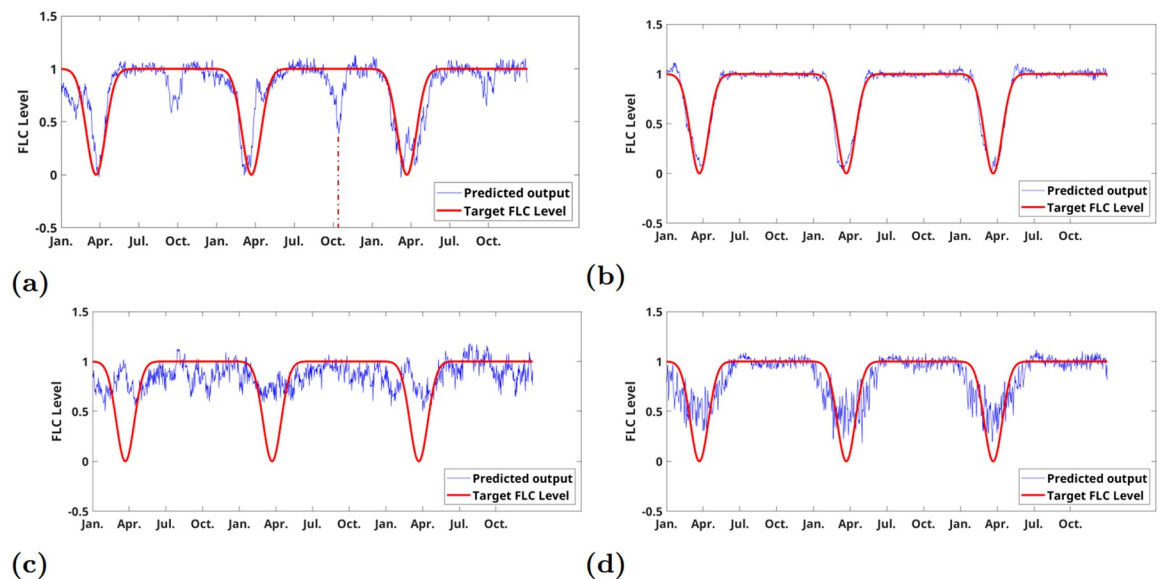 1.5
1
0.5
0
-0.5
FLC Level
Predicted output
Target FLC Level
Jan. Apr. Jul. Oct. Jan. Apr. Jul. Oct. Jan. Apr. Jul. Oct.
(a)
1.5
1
0.5
0
-0.5
FLC Level
Predicted output
Target FLC Level
Jan. Apr. Jul. Oct. Jan. Apr. Jul. Oct. Jan. Apr. Jul. Oct.
(b)
1.5
1
0.5
0
-0.5
FLC Level
Predicted output
Target FLC Level
Jan. Apr. Jul. Oct. Jan. Apr. Jul. Oct. Jan. Apr. Jul. Oct.
(c)
1.5
1
0.5
0
-0.5
FLC Level
Predicted output
Target FLC Level
Jan. Apr. Jul. Oct. Jan. Apr. Jul. Oct. Jan. Apr. Jul. Oct.
(d)